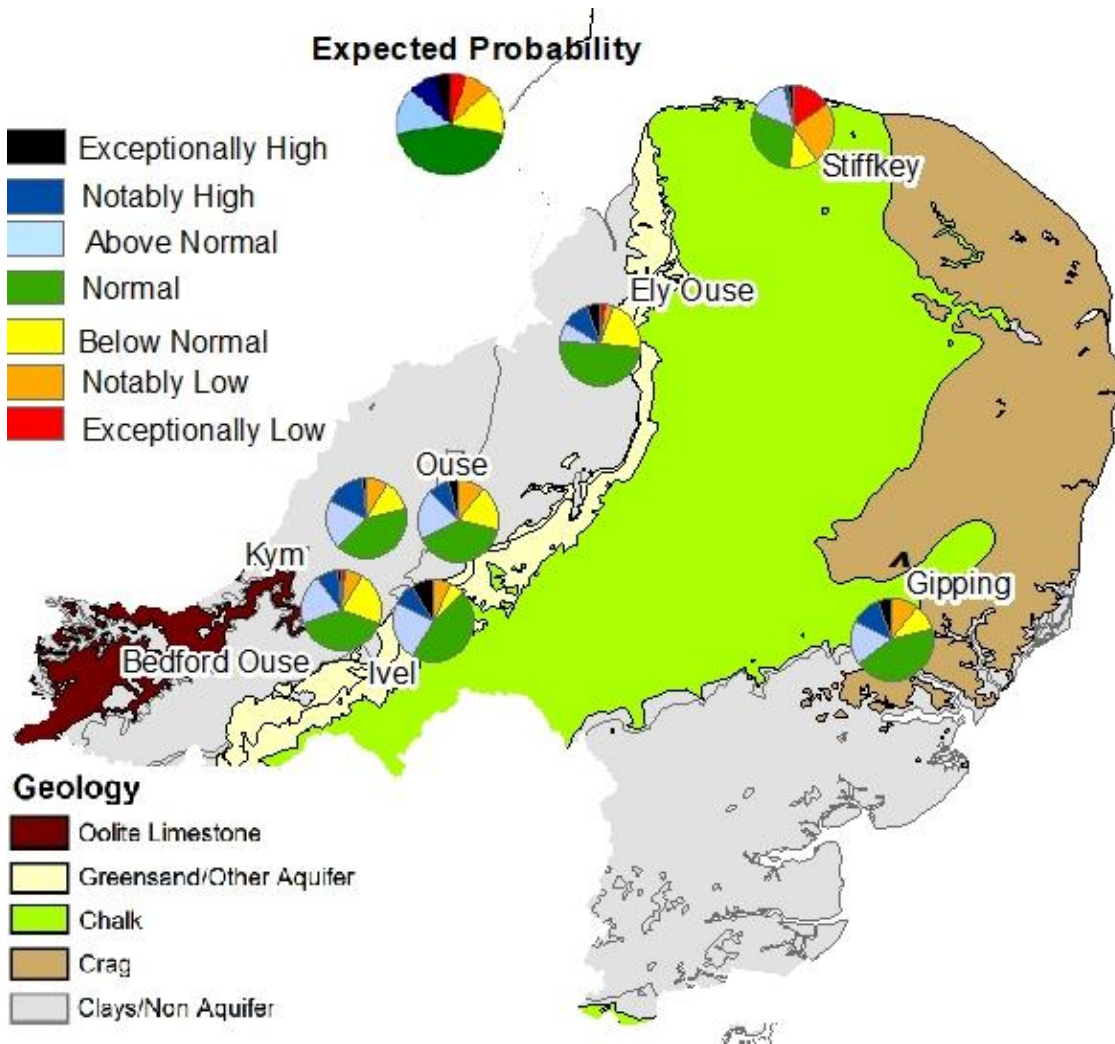 Expected Probability
Exceptionally High
Notably High
Above Normal
Normal
Below Normal
Notably Low
Exceptionally Low
Stiffkey
Ely Ouse
Ouse
Kym
Gipping
Bedford Ouse
Ivel
Geology
Oolite Limestone
Greensand/Other Aquifer
Chalk
Crag
Clays/Non Aquifer